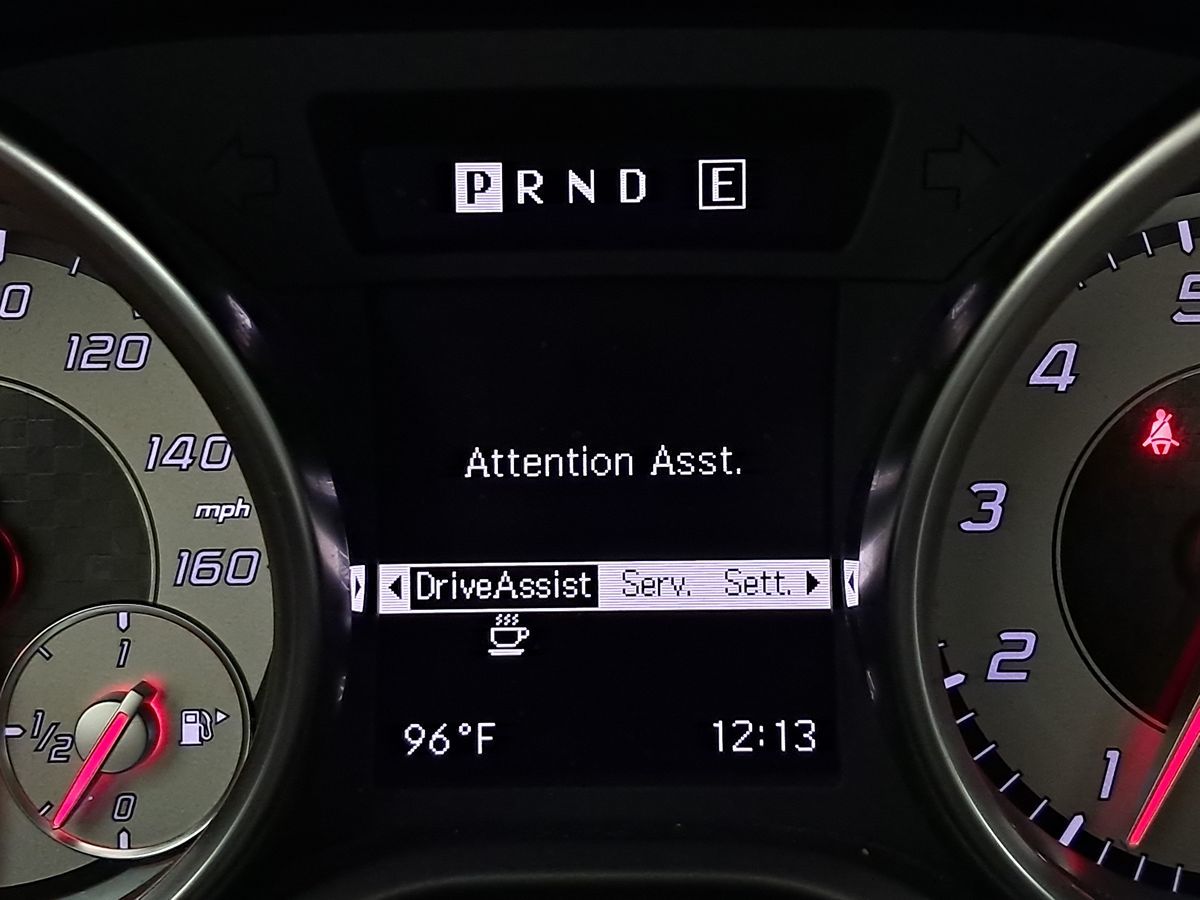 P R N D E
120
140
mph
160
1
1/2
0
Attention Asst.
DriveAssist Serv. Sett.
96°F 12:13
5
4
3
2
1